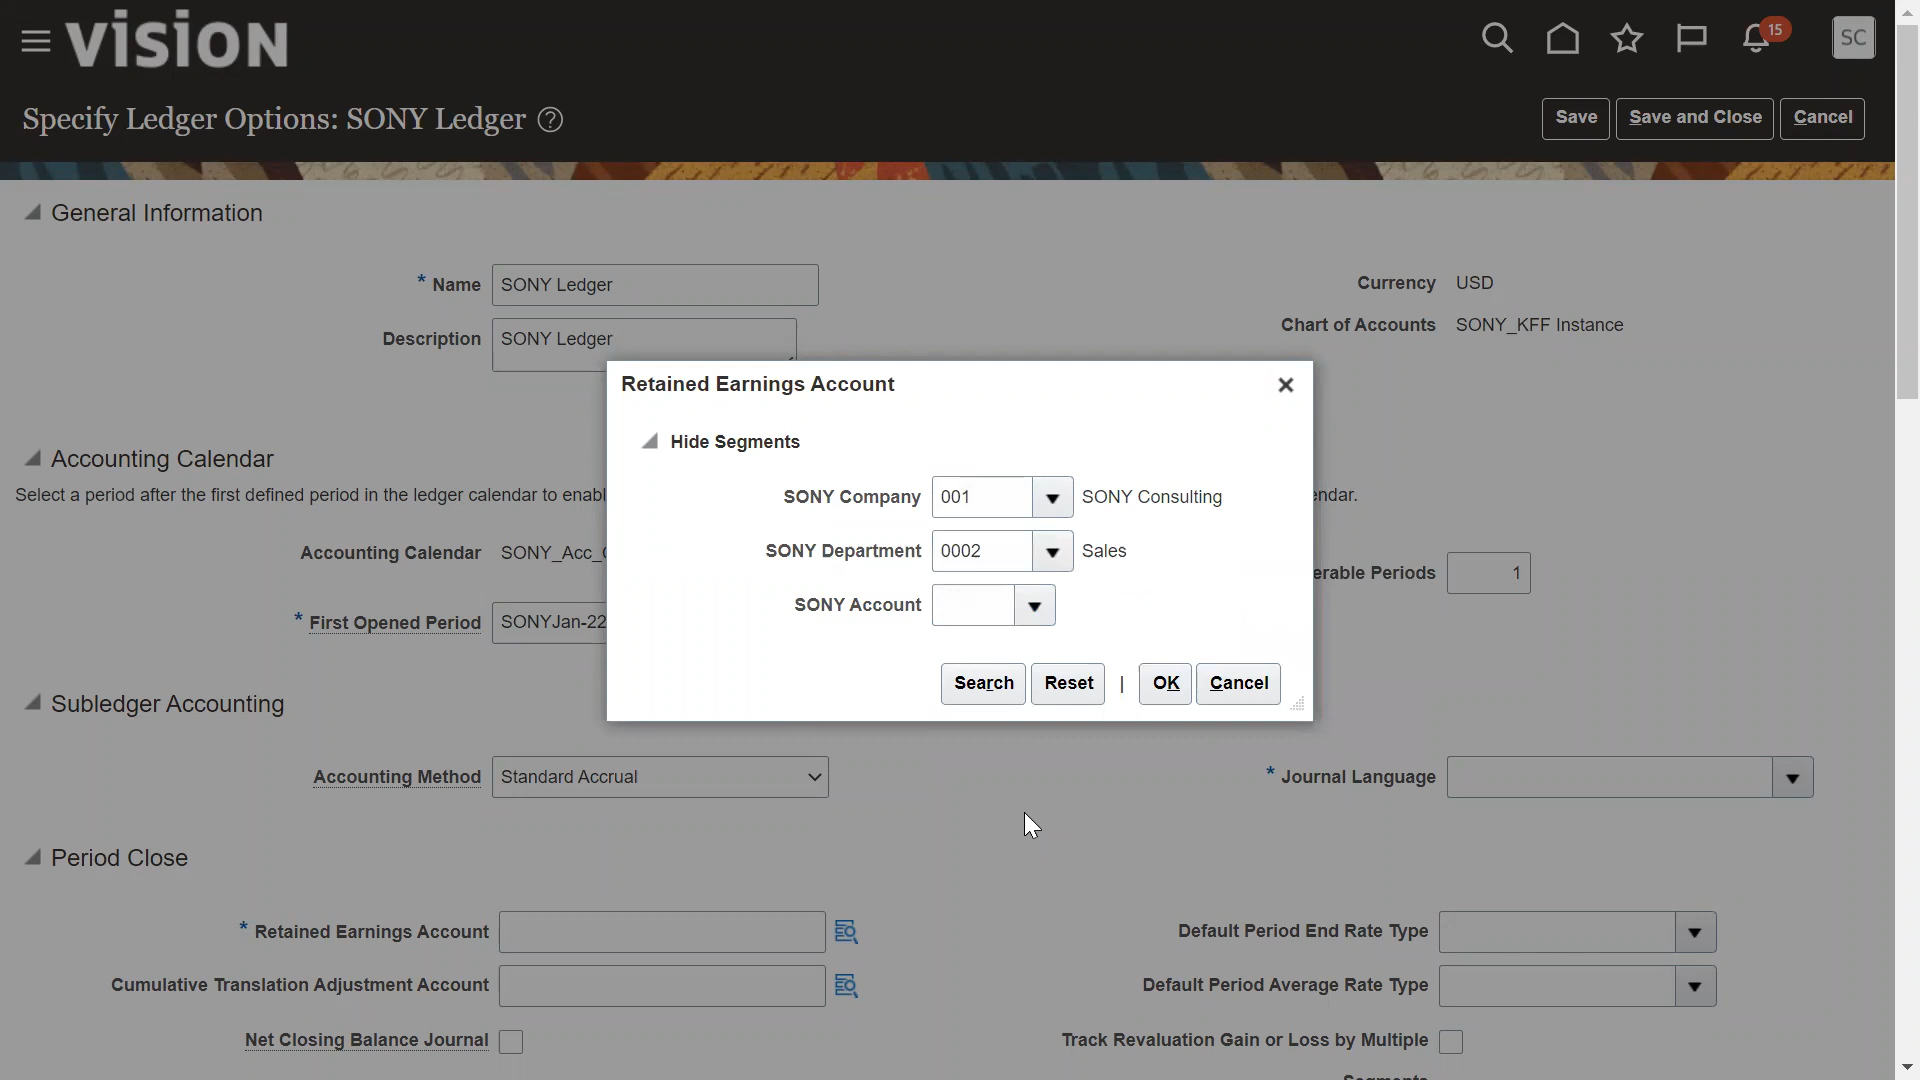 VISION
15
SC
Specify Ledger Options: SONY Ledger ?
Save
Save and Close
Cancel
General Information
* Name SONY Ledger
Currency USD
Description SONY Ledger
Chart of Accounts SONY_KFF Instance
Retained Earnings Account
Hide Segments
SONY Company 001 SONY Consulting
SONY Department 0002 Sales
SONY Account
Search Reset | OK Cancel
Accounting Calendar
Select a period after the first defined period in the ledger calendar to enabl
endar.
Accounting Calendar SONY_Acc_
erable Periods 1
* First Opened Period SONYJan-22
Subledger Accounting
Accounting Method Standard Accrual
* Journal Language
Period Close
* Retained Earnings Account
Default Period End Rate Type
Cumulative Translation Adjustment Account
Default Period Average Rate Type
Net Closing Balance Journal
Track Revaluation Gain or Loss by Multiple